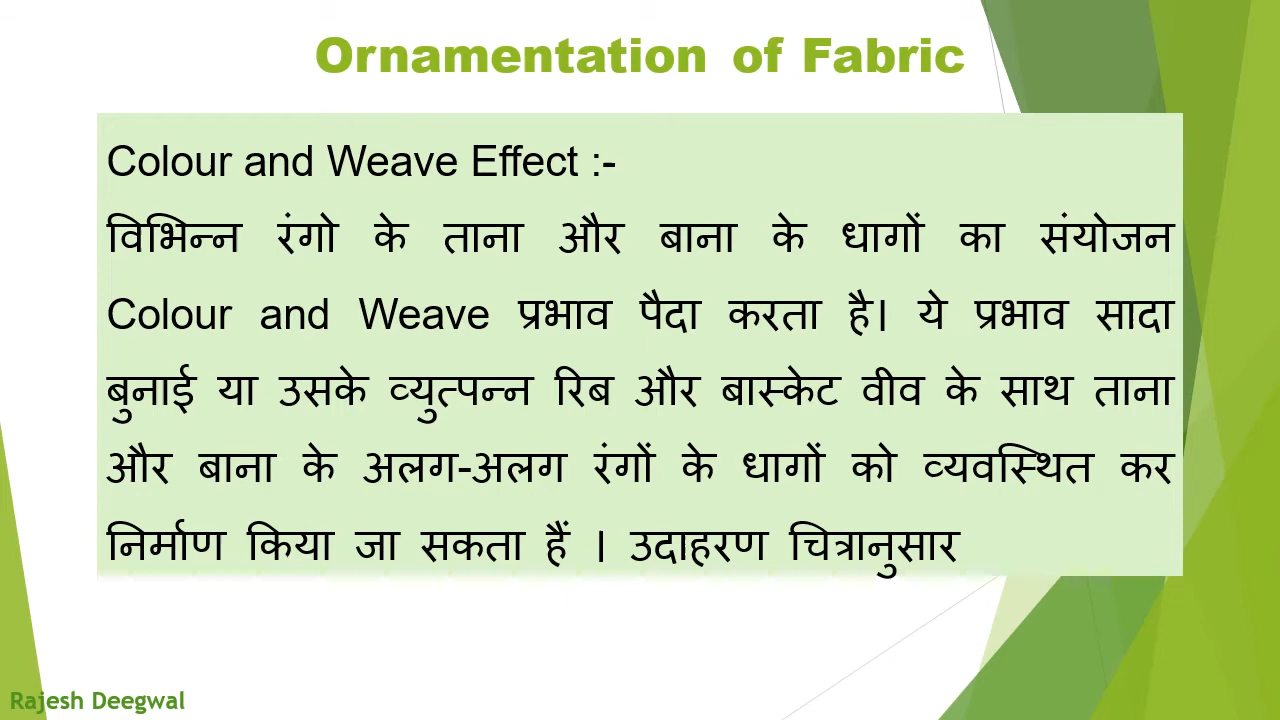 Ornamentation of Fabric
Colour and Weave Effect :-
विभिन्न रंगो के ताना और बाना के धागों का संयोजन
Colour and Weave प्रभाव पैदा करता है। ये प्रभाव सादा
बुनाई या उसके व्युत्पन्न रिब और बास्केट वीव के साथ ताना
और बाना के अलग-अलग रंगों के धागों को व्यवस्थित कर
निर्माण किया जा सकता हैं । उदाहरण चित्रानुसार
Rajesh Deegwal